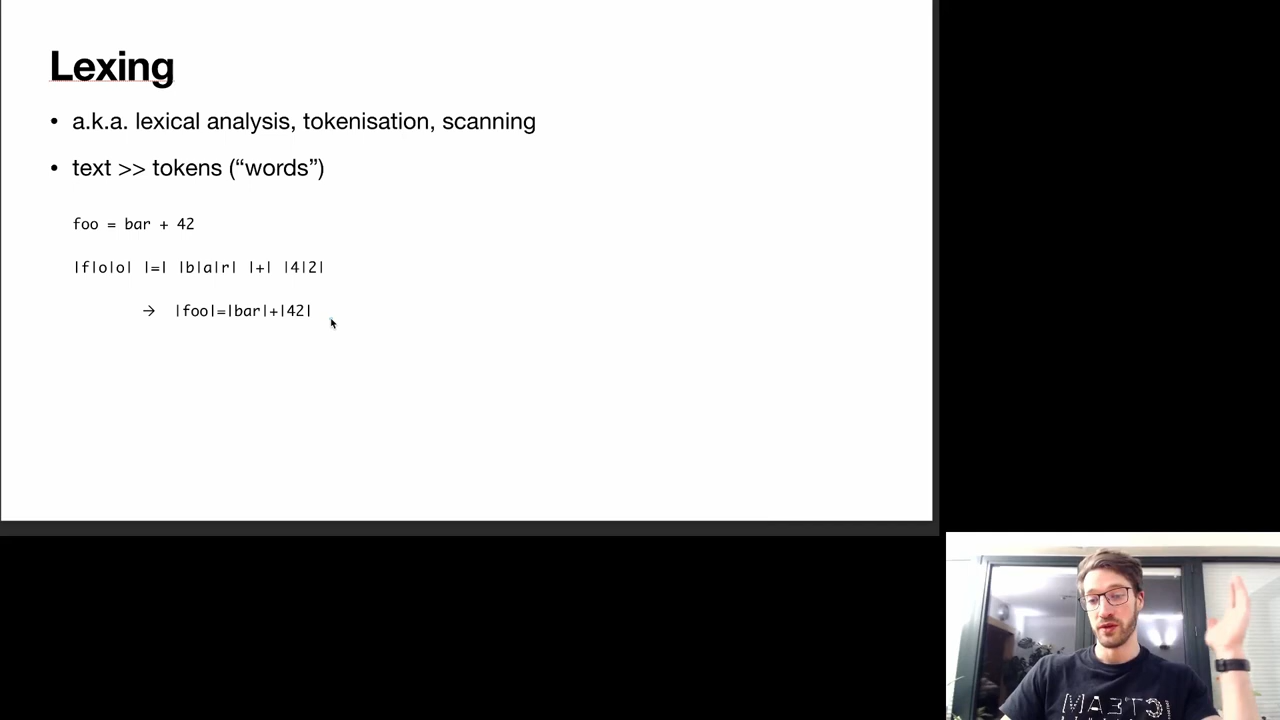 Lexing
• a.k.a. lexical analysis, tokenisation, scanning
• text >> tokens (“words”)
foo = bar + 42
|f|o|o| |=| |b|a|r| |+| |4|2|
→ |foo|=|bar|+|42|